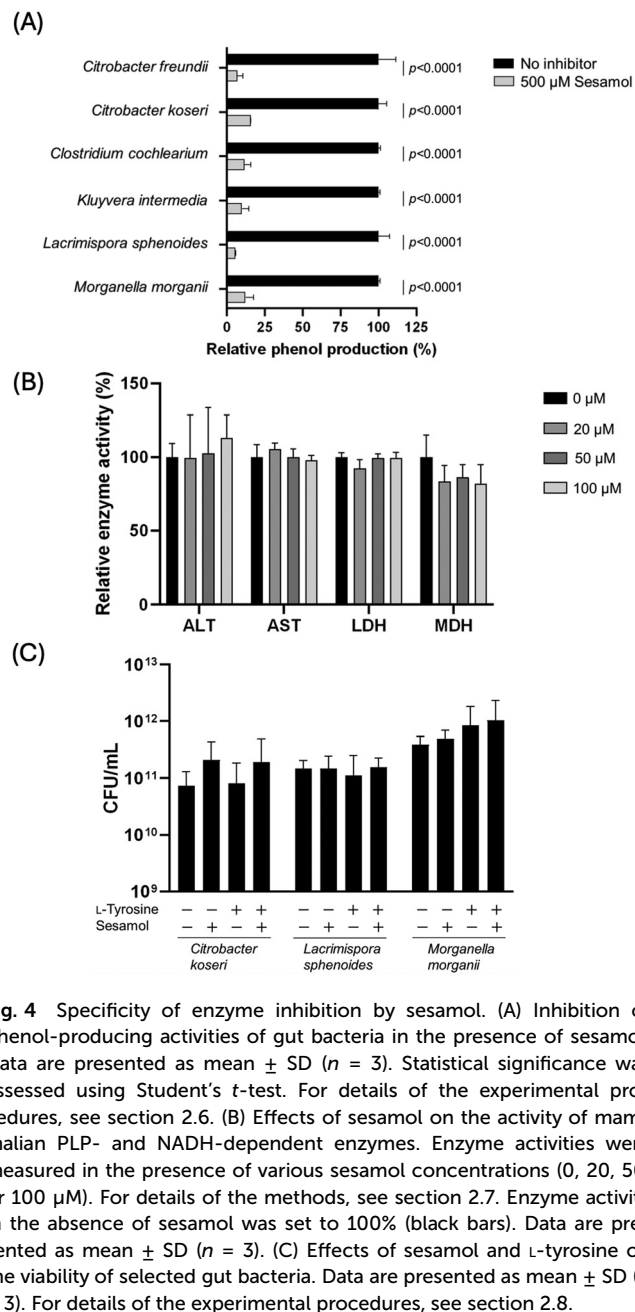 (A)
Citrobacter freundii
p<0.0001
No inhibitor
500 µM Sesamol
Citrobacter koseri
p<0.0001
Clostridium cochlearium
p<0.0001
Kluyvera intermedia
p<0.0001
Lacrimispora sphenoides
p<0.0001
Morganella morganii
p<0.0001
0 25 50 75 100 125
Relative phenol production (%)
(B)
Relative enzyme activity (%)
150
100
50
0
ALT AST LDH MDH
0 µM
20 µM
50 µM
100 µM
(C)
CFU/mL
10¹³
10¹²
10¹¹
10¹⁰
10⁹
L-Tyrosine − − + + − − + + − − + +
Sesamol − + − + − + − + − + − +
Citrobacter koseri
Lacrimispora sphenoides
Morganella morganii
g. 4 Specificity of enzyme inhibition by sesamol. (A) Inhibition o
henol-producing activities of gut bacteria in the presence of sesamo
ata are presented as mean ± SD (n = 3). Statistical significance wa
ssessed using Student's t-test. For details of the experimental pro
edures, see section 2.6. (B) Effects of sesamol on the activity of mam
nalian PLP- and NADH-dependent enzymes. Enzyme activities wer
neasured in the presence of various sesamol concentrations (0, 20, 50
r 100 µM). For details of the methods, see section 2.7. Enzyme activit
n the absence of sesamol was set to 100% (black bars). Data are pre
ented as mean ± SD (n = 3). (C) Effects of sesamol and L-tyrosine o
ne viability of selected gut bacteria. Data are presented as mean ± SD (
3). For details of the experimental procedures, see section 2.8.